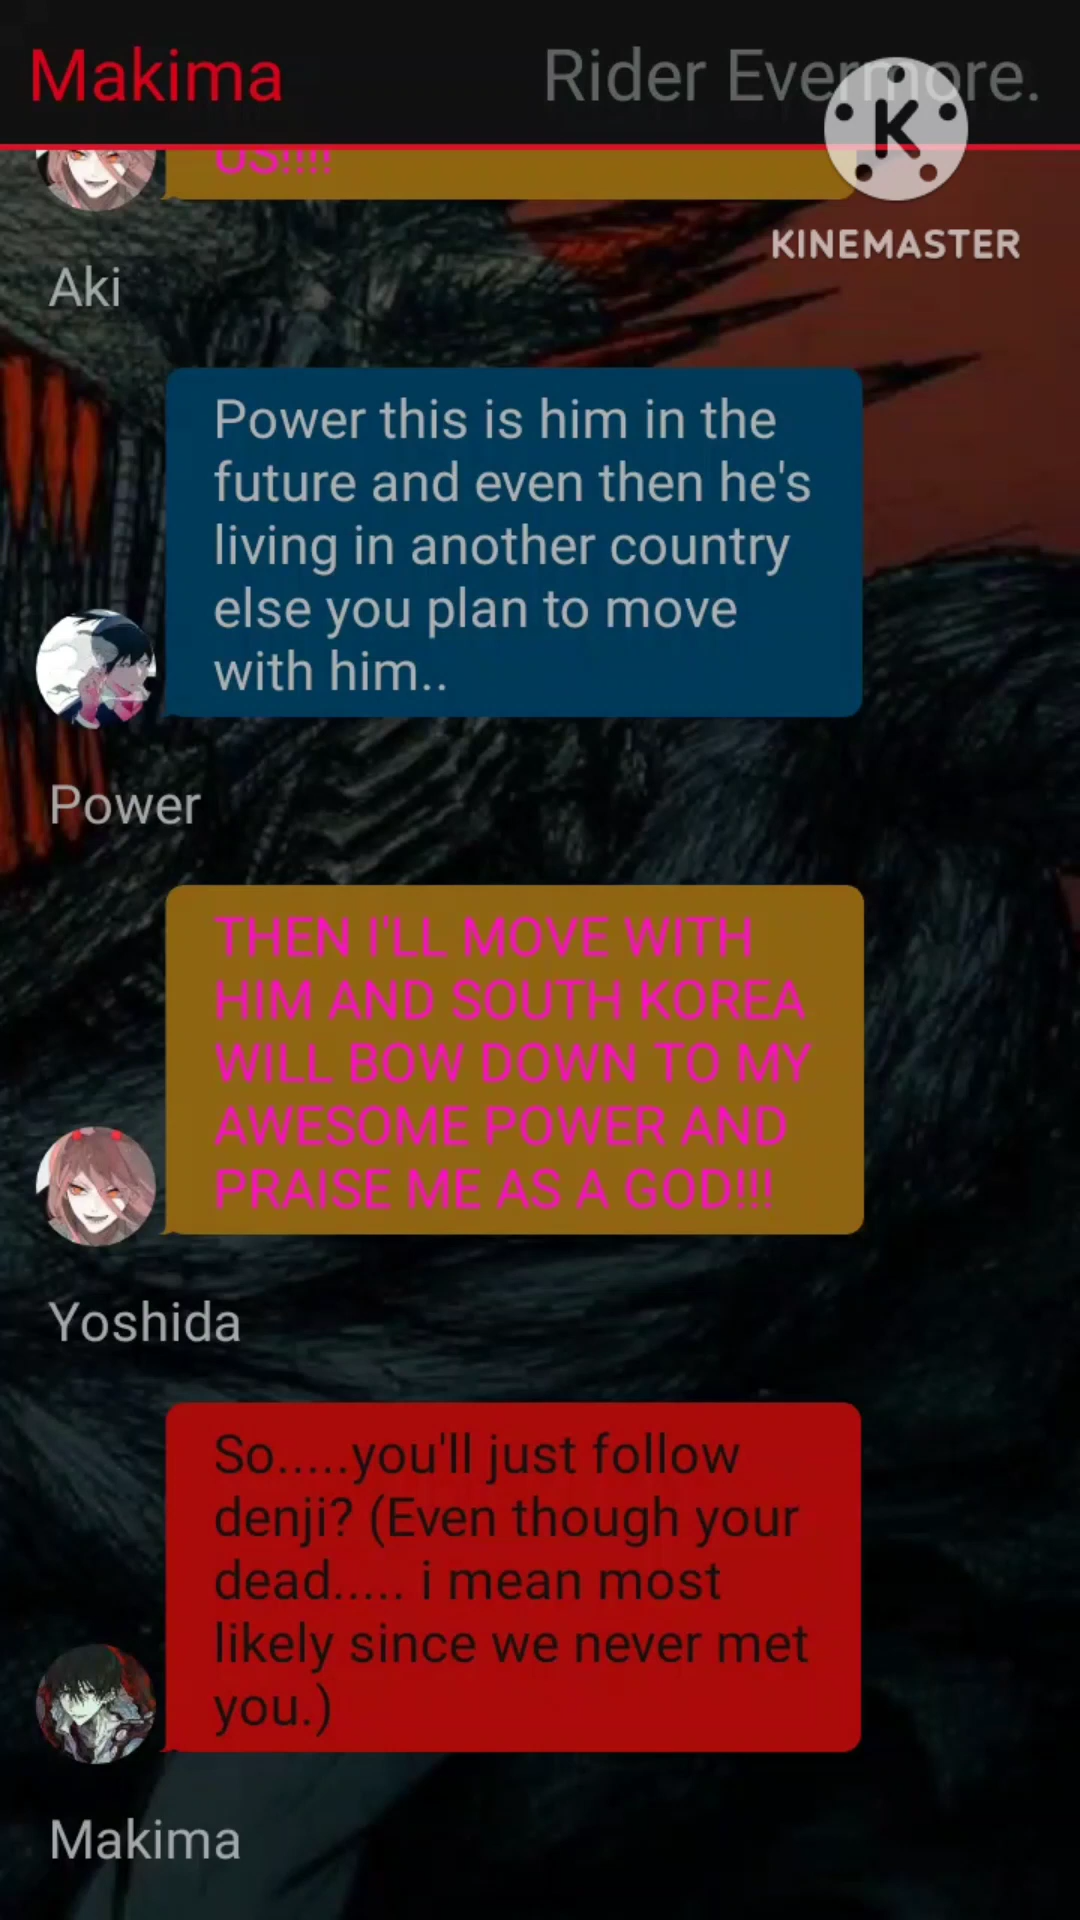 Makima
Rider Evermore.
K
KINEMASTER
US!!!!
Aki
Power this is him in the
future and even then he's
living in another country
else you plan to move
with him..
Power
THEN I'LL MOVE WITH
HIM AND SOUTH KOREA
WILL BOW DOWN TO MY
AWESOME POWER AND
PRAISE ME AS A GOD!!!
Yoshida
So.....you'll just follow
denji? (Even though your
dead..... i mean most
likely since we never met
you.)
Makima